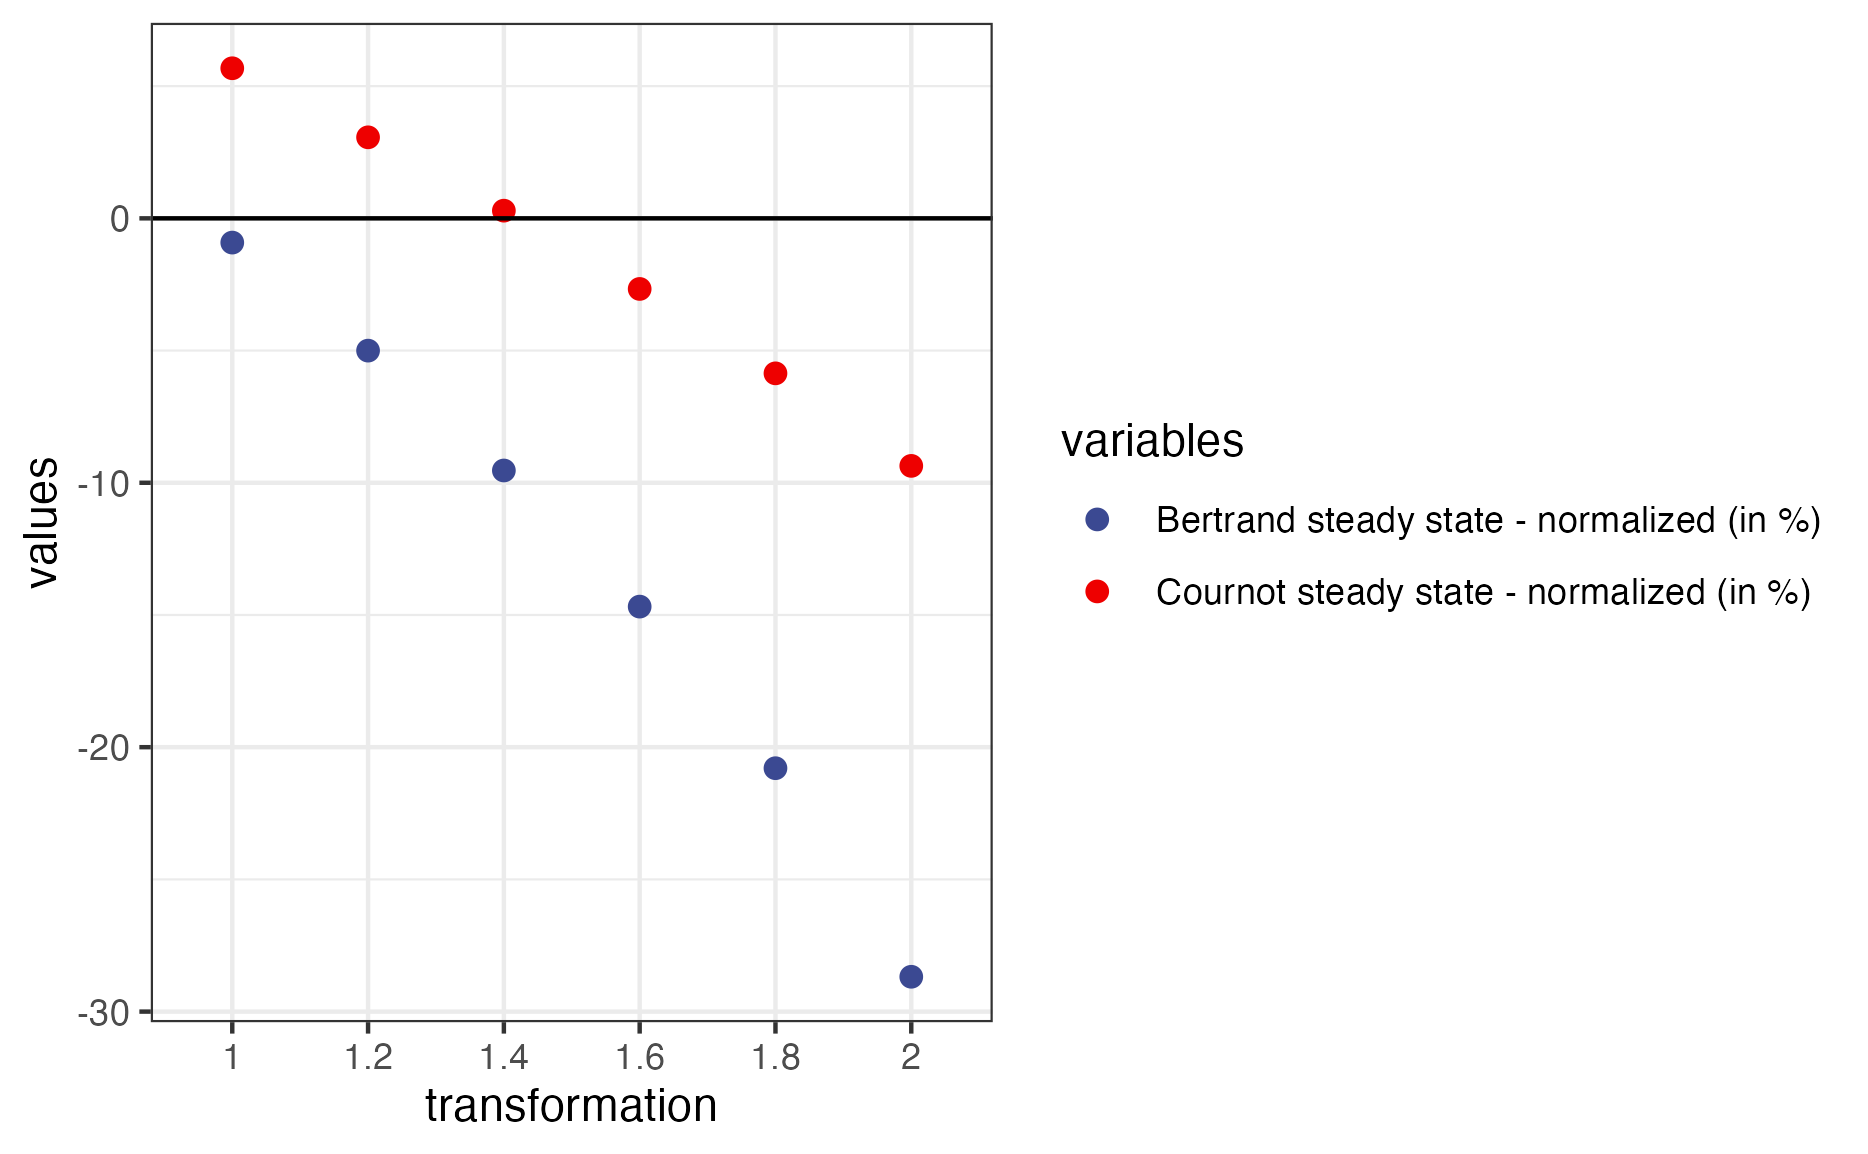 values
0
-10
-20
-30
1 1.2 1.4 1.6 1.8 2
transformation
variables
Bertrand steady state - normalized (in %)
Cournot steady state - normalized (in %)